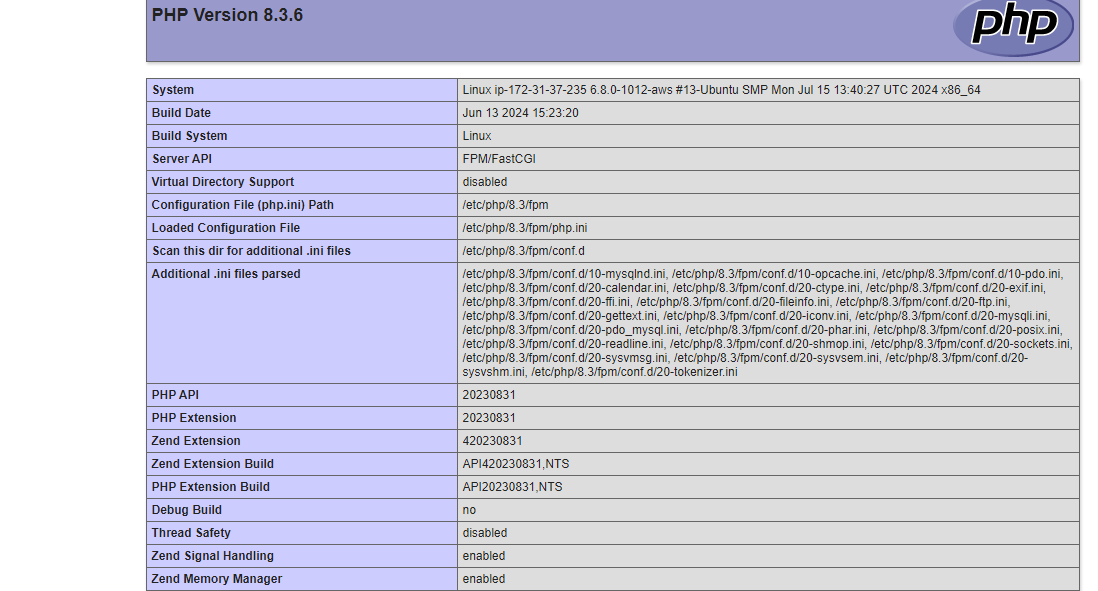 PHP Version 8.3.6
php
System Linux ip-172-31-37-235 6.8.0-1012-aws #13-Ubuntu SMP Mon Jul 15 13:40:27 UTC 2024 x86_64
Build Date Jun 13 2024 15:23:20
Build System Linux
Server API FPM/FastCGI
Virtual Directory Support disabled
Configuration File (php.ini) Path /etc/php/8.3/fpm
Loaded Configuration File /etc/php/8.3/fpm/php.ini
Scan this dir for additional .ini files /etc/php/8.3/fpm/conf.d
Additional .ini files parsed /etc/php/8.3/fpm/conf.d/10-mysqlnd.ini, /etc/php/8.3/fpm/conf.d/10-opcache.ini, /etc/php/8.3/fpm/conf.d/10-pdo.ini,
/etc/php/8.3/fpm/conf.d/20-calendar.ini, /etc/php/8.3/fpm/conf.d/20-ctype.ini, /etc/php/8.3/fpm/conf.d/20-exif.ini,
/etc/php/8.3/fpm/conf.d/20-ffi.ini, /etc/php/8.3/fpm/conf.d/20-fileinfo.ini, /etc/php/8.3/fpm/conf.d/20-ftp.ini,
/etc/php/8.3/fpm/conf.d/20-gettext.ini, /etc/php/8.3/fpm/conf.d/20-iconv.ini, /etc/php/8.3/fpm/conf.d/20-mysqli.ini,
/etc/php/8.3/fpm/conf.d/20-pdo_mysql.ini, /etc/php/8.3/fpm/conf.d/20-phar.ini, /etc/php/8.3/fpm/conf.d/20-posix.ini,
/etc/php/8.3/fpm/conf.d/20-readline.ini, /etc/php/8.3/fpm/conf.d/20-shmop.ini, /etc/php/8.3/fpm/conf.d/20-sockets.ini,
/etc/php/8.3/fpm/conf.d/20-sysvmsg.ini, /etc/php/8.3/fpm/conf.d/20-sysvsem.ini, /etc/php/8.3/fpm/conf.d/20-
sysvshm.ini, /etc/php/8.3/fpm/conf.d/20-tokenizer.ini
PHP API 20230831
PHP Extension 20230831
Zend Extension 420230831
Zend Extension Build API420230831,NTS
PHP Extension Build API20230831,NTS
Debug Build no
Thread Safety disabled
Zend Signal Handling enabled
Zend Memory Manager enabled